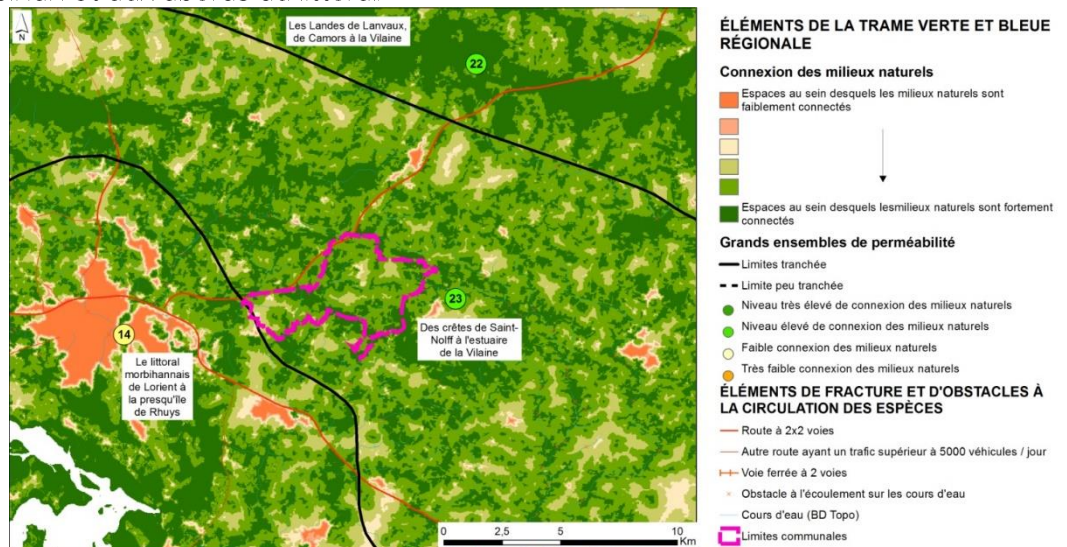 N
Les Landes de Lanvaux,
de Camors à la Vilaine
22
23
Des crêtes de Saint-
Nolff à l'estuaire
de la Vilaine
14
Le littoral
morbihannais
de Lorient à
la presqu'île
de Rhuys
0 2,5 5 10
Km
ÉLÉMENTS DE LA TRAME VERTE ET BLEUE
RÉGIONALE
Connexion des milieux naturels
Espaces au sein desquels les milieux naturels sont
faiblement connectés
Espaces au sein desquels lesmilieux naturels sont fortement
connectés
Grands ensembles de perméabilité
Limites tranchée
Limite peu tranchée
Niveau très élevé de connexion des milieux naturels
Niveau élevé de connexion des milieux naturels
Faible connexion des milieux naturels
Très faible connexion des milieux naturels
ÉLÉMENTS DE FRACTURE ET D'OBSTACLES À
LA CIRCULATION DES ESPÈCES
Route à 2x2 voies
Autre route ayant un trafic supérieur à 5000 véhicules / jour
Voie ferrée à 2 voies
Obstacle à l'écoulement sur les cours d'eau
Cours d'eau (BD Topo)
Limites communales